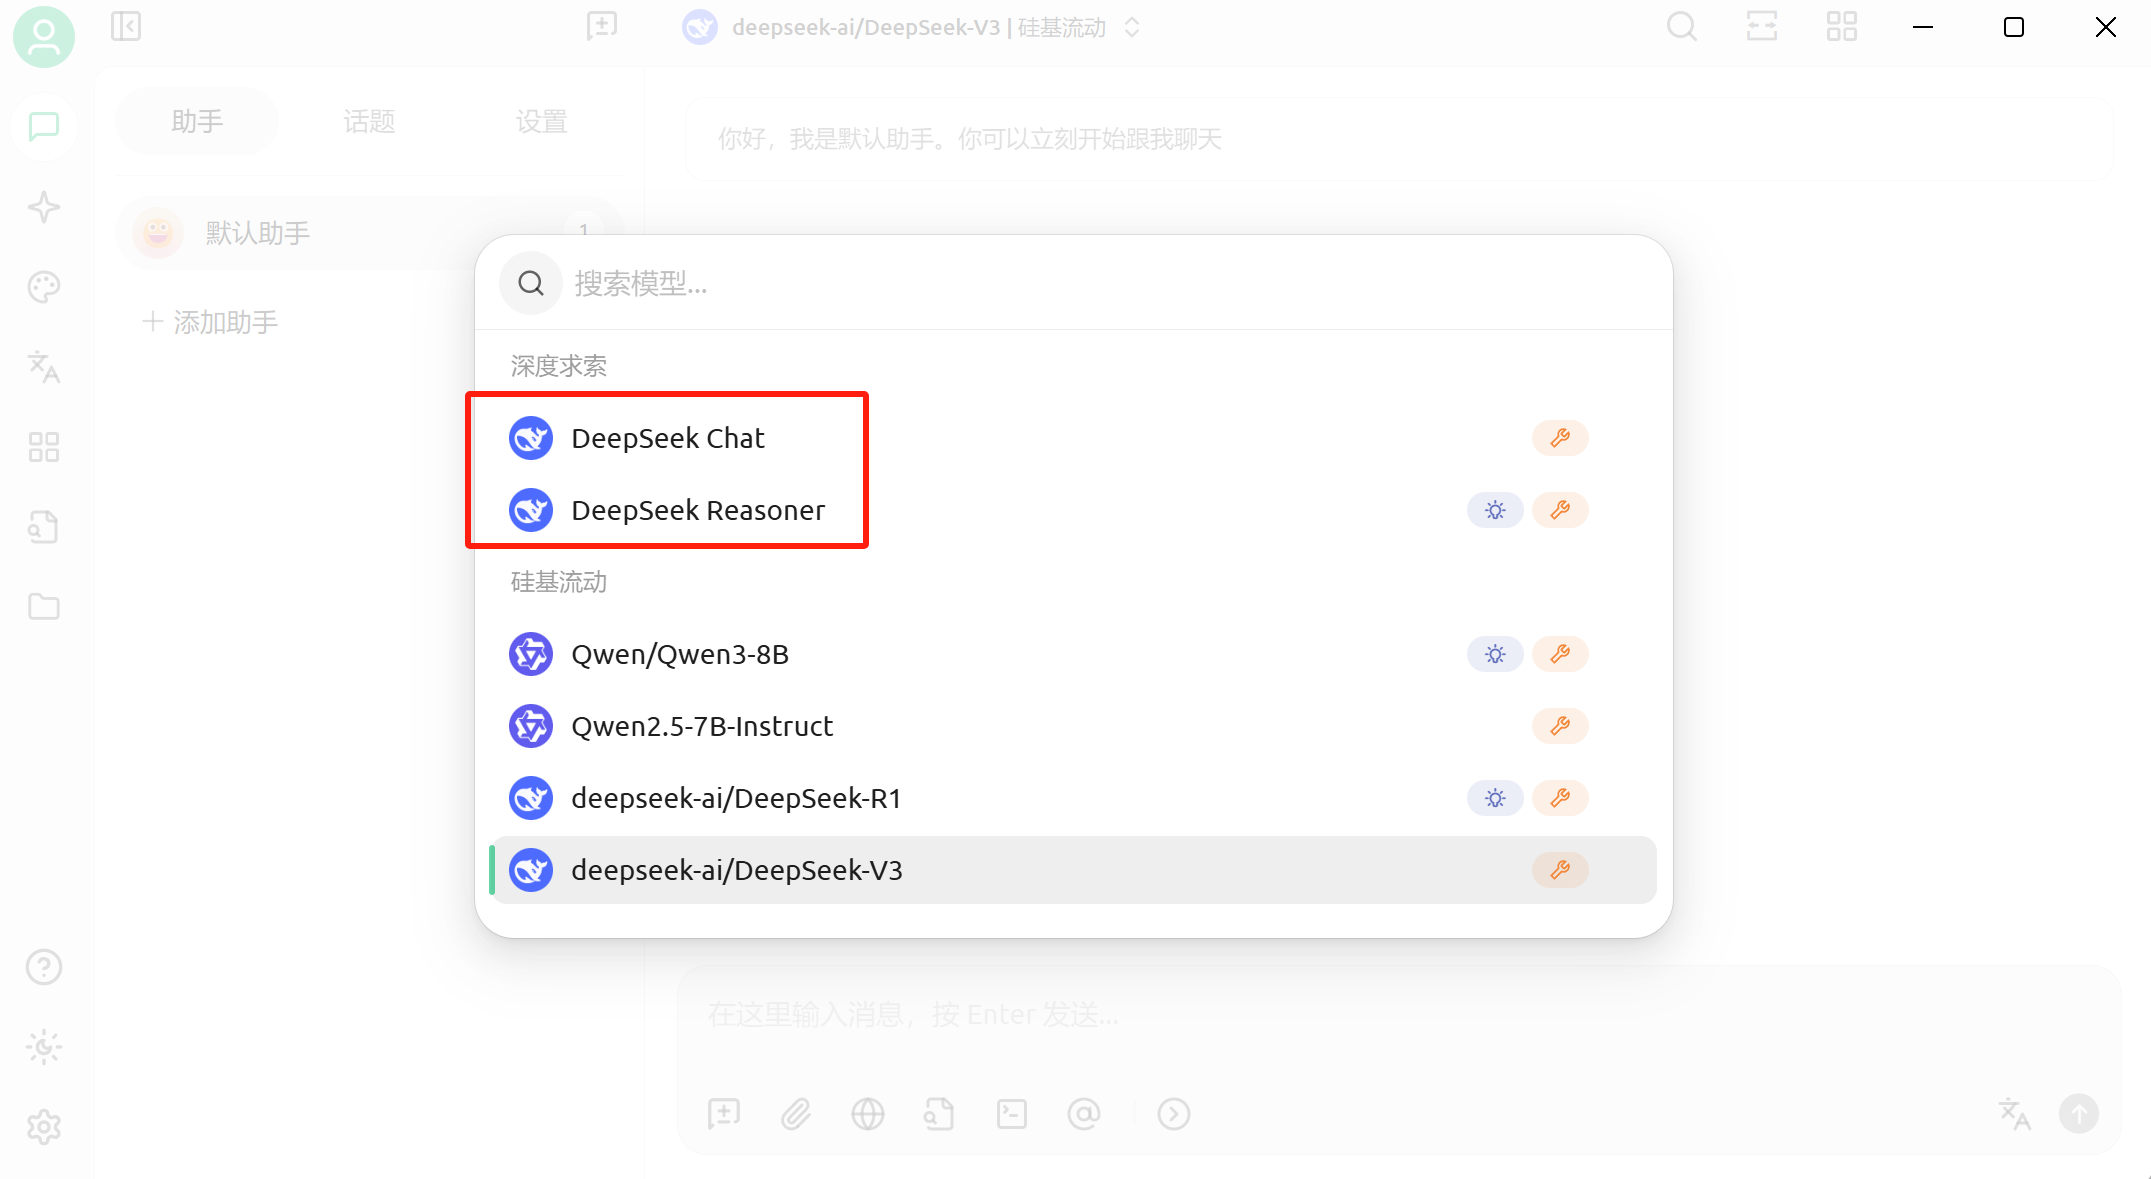 deepseek-ai/DeepSeek-V3 | 硅基流动
助手
话题
设置
你好，我是默认助手。你可以立刻开始跟我聊天
默认助手
1
添加助手
搜索模型...
深度求索
DeepSeek Chat
DeepSeek Reasoner
硅基流动
Qwen/Qwen3-8B
Qwen2.5-7B-Instruct
deepseek-ai/DeepSeek-R1
deepseek-ai/DeepSeek-V3
在这里输入消息，按 Enter 发送...